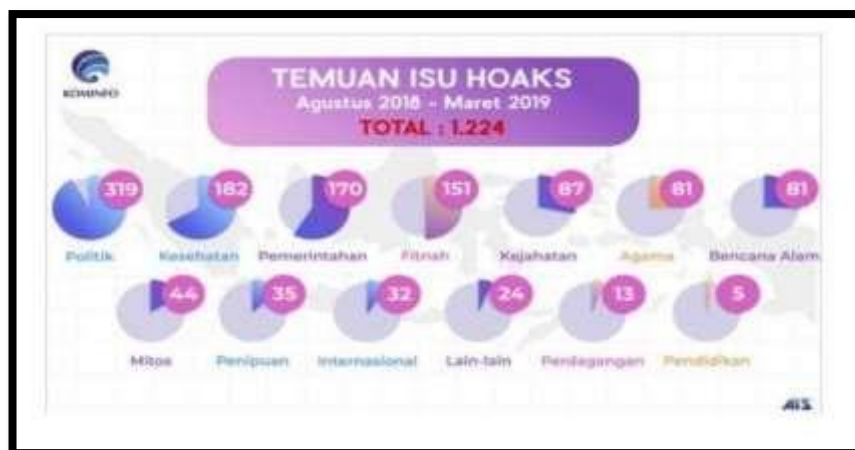 KOMINFO
TEMUAN ISU HOAKS
Agustus 2018 - Maret 2019
TOTAL : 1.224
319 182 170 151 87 81 81
Politik Kesehatan Pemerintahan Fitnah Kejahatan Agama Bencana Alam
44 35 32 24 13 5
Mitos Penipuan Internasional Lain-lain Perdagangan Pendidikan
AIS